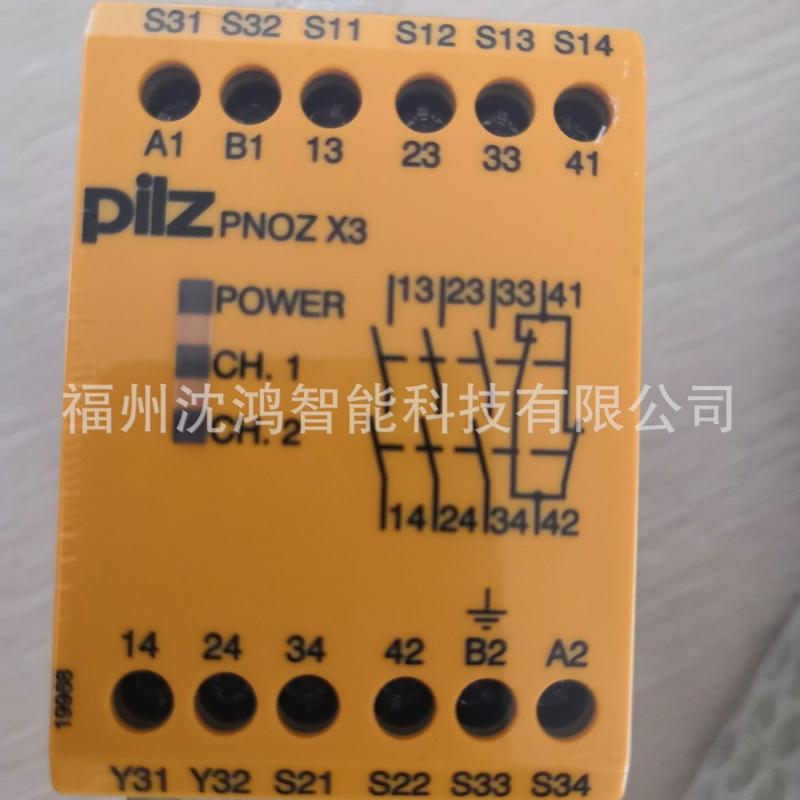 S31 S32 S11 S12 S13 S14
A1 B1 13 23 33 41
pilz PNOZ X3
POWER
CH. 1
CH. 2
13 23 33 41
福州沈鸿智能科技有限公司
14 24 34 42
14 24 34 42 B2 A2
19988
Y31 Y32 S21 S22 S33 S34